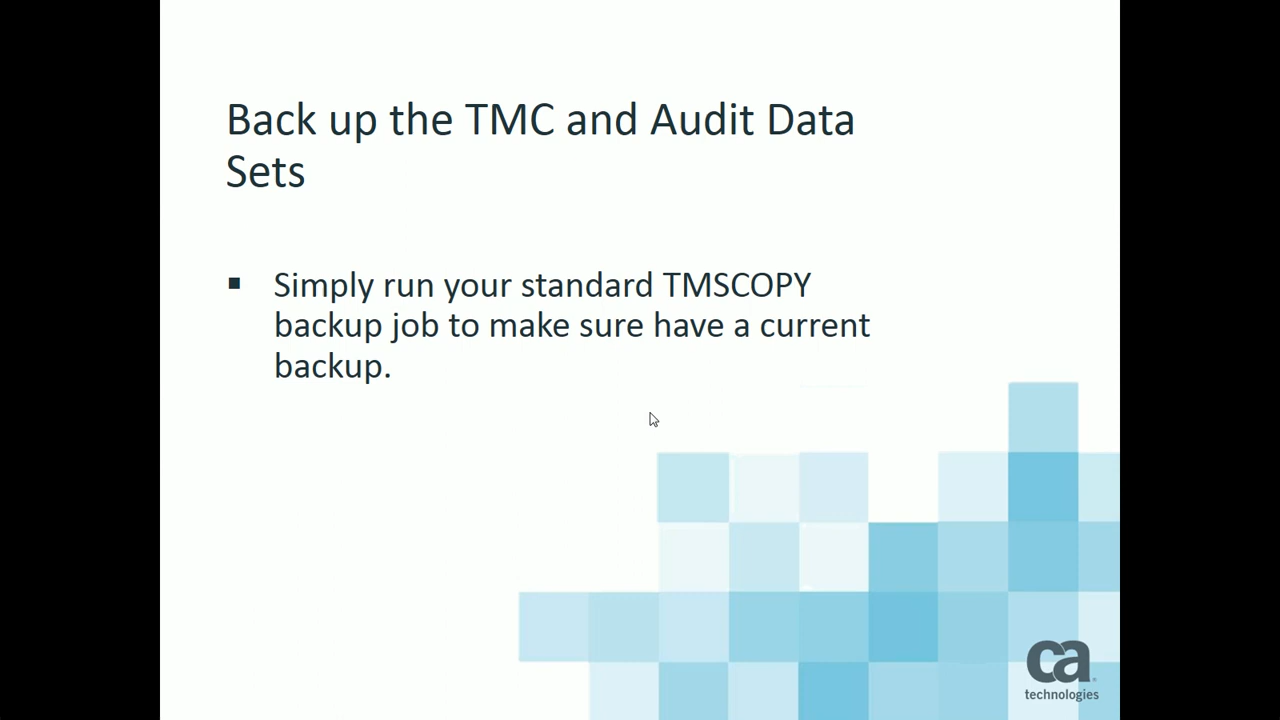 Back up the TMC and Audit Data
Sets
▪ Simply run your standard TMSCOPY
backup job to make sure have a current
backup.
ca
technologies